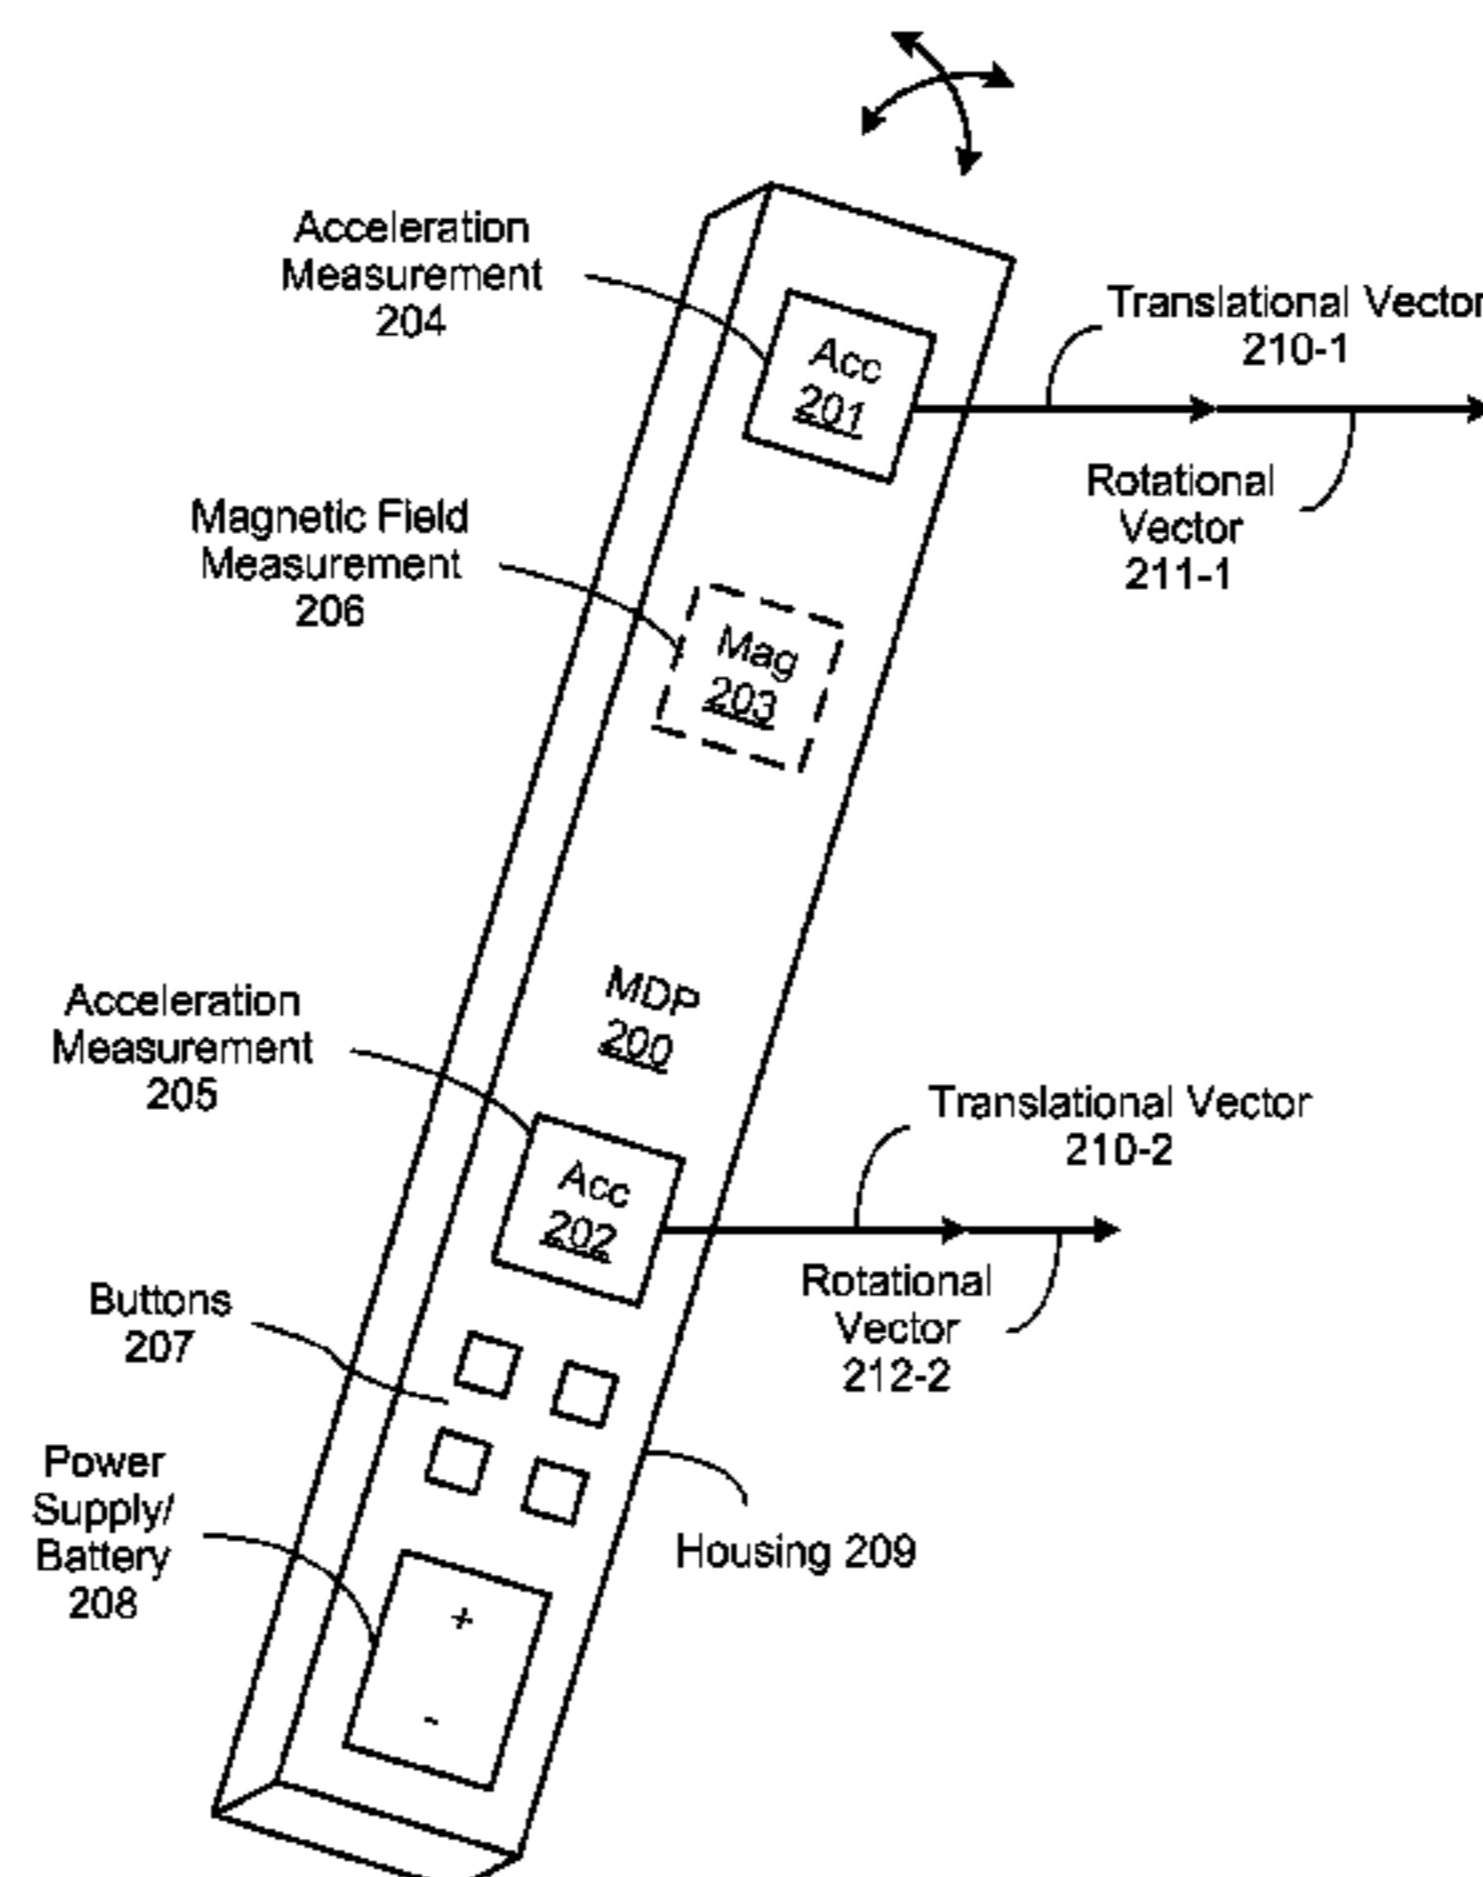 Acceleration
Measurement
204
Acc
201
Translational Vector
210-1
Rotational
Vector
211-1
Magnetic Field
Measurement
206
Mag
203
MDP
200
Acceleration
Measurement
205
Acc
202
Translational Vector
210-2
Rotational
Vector
212-2
Buttons
207
Power
Supply/
Battery
208
+
-
Housing 209